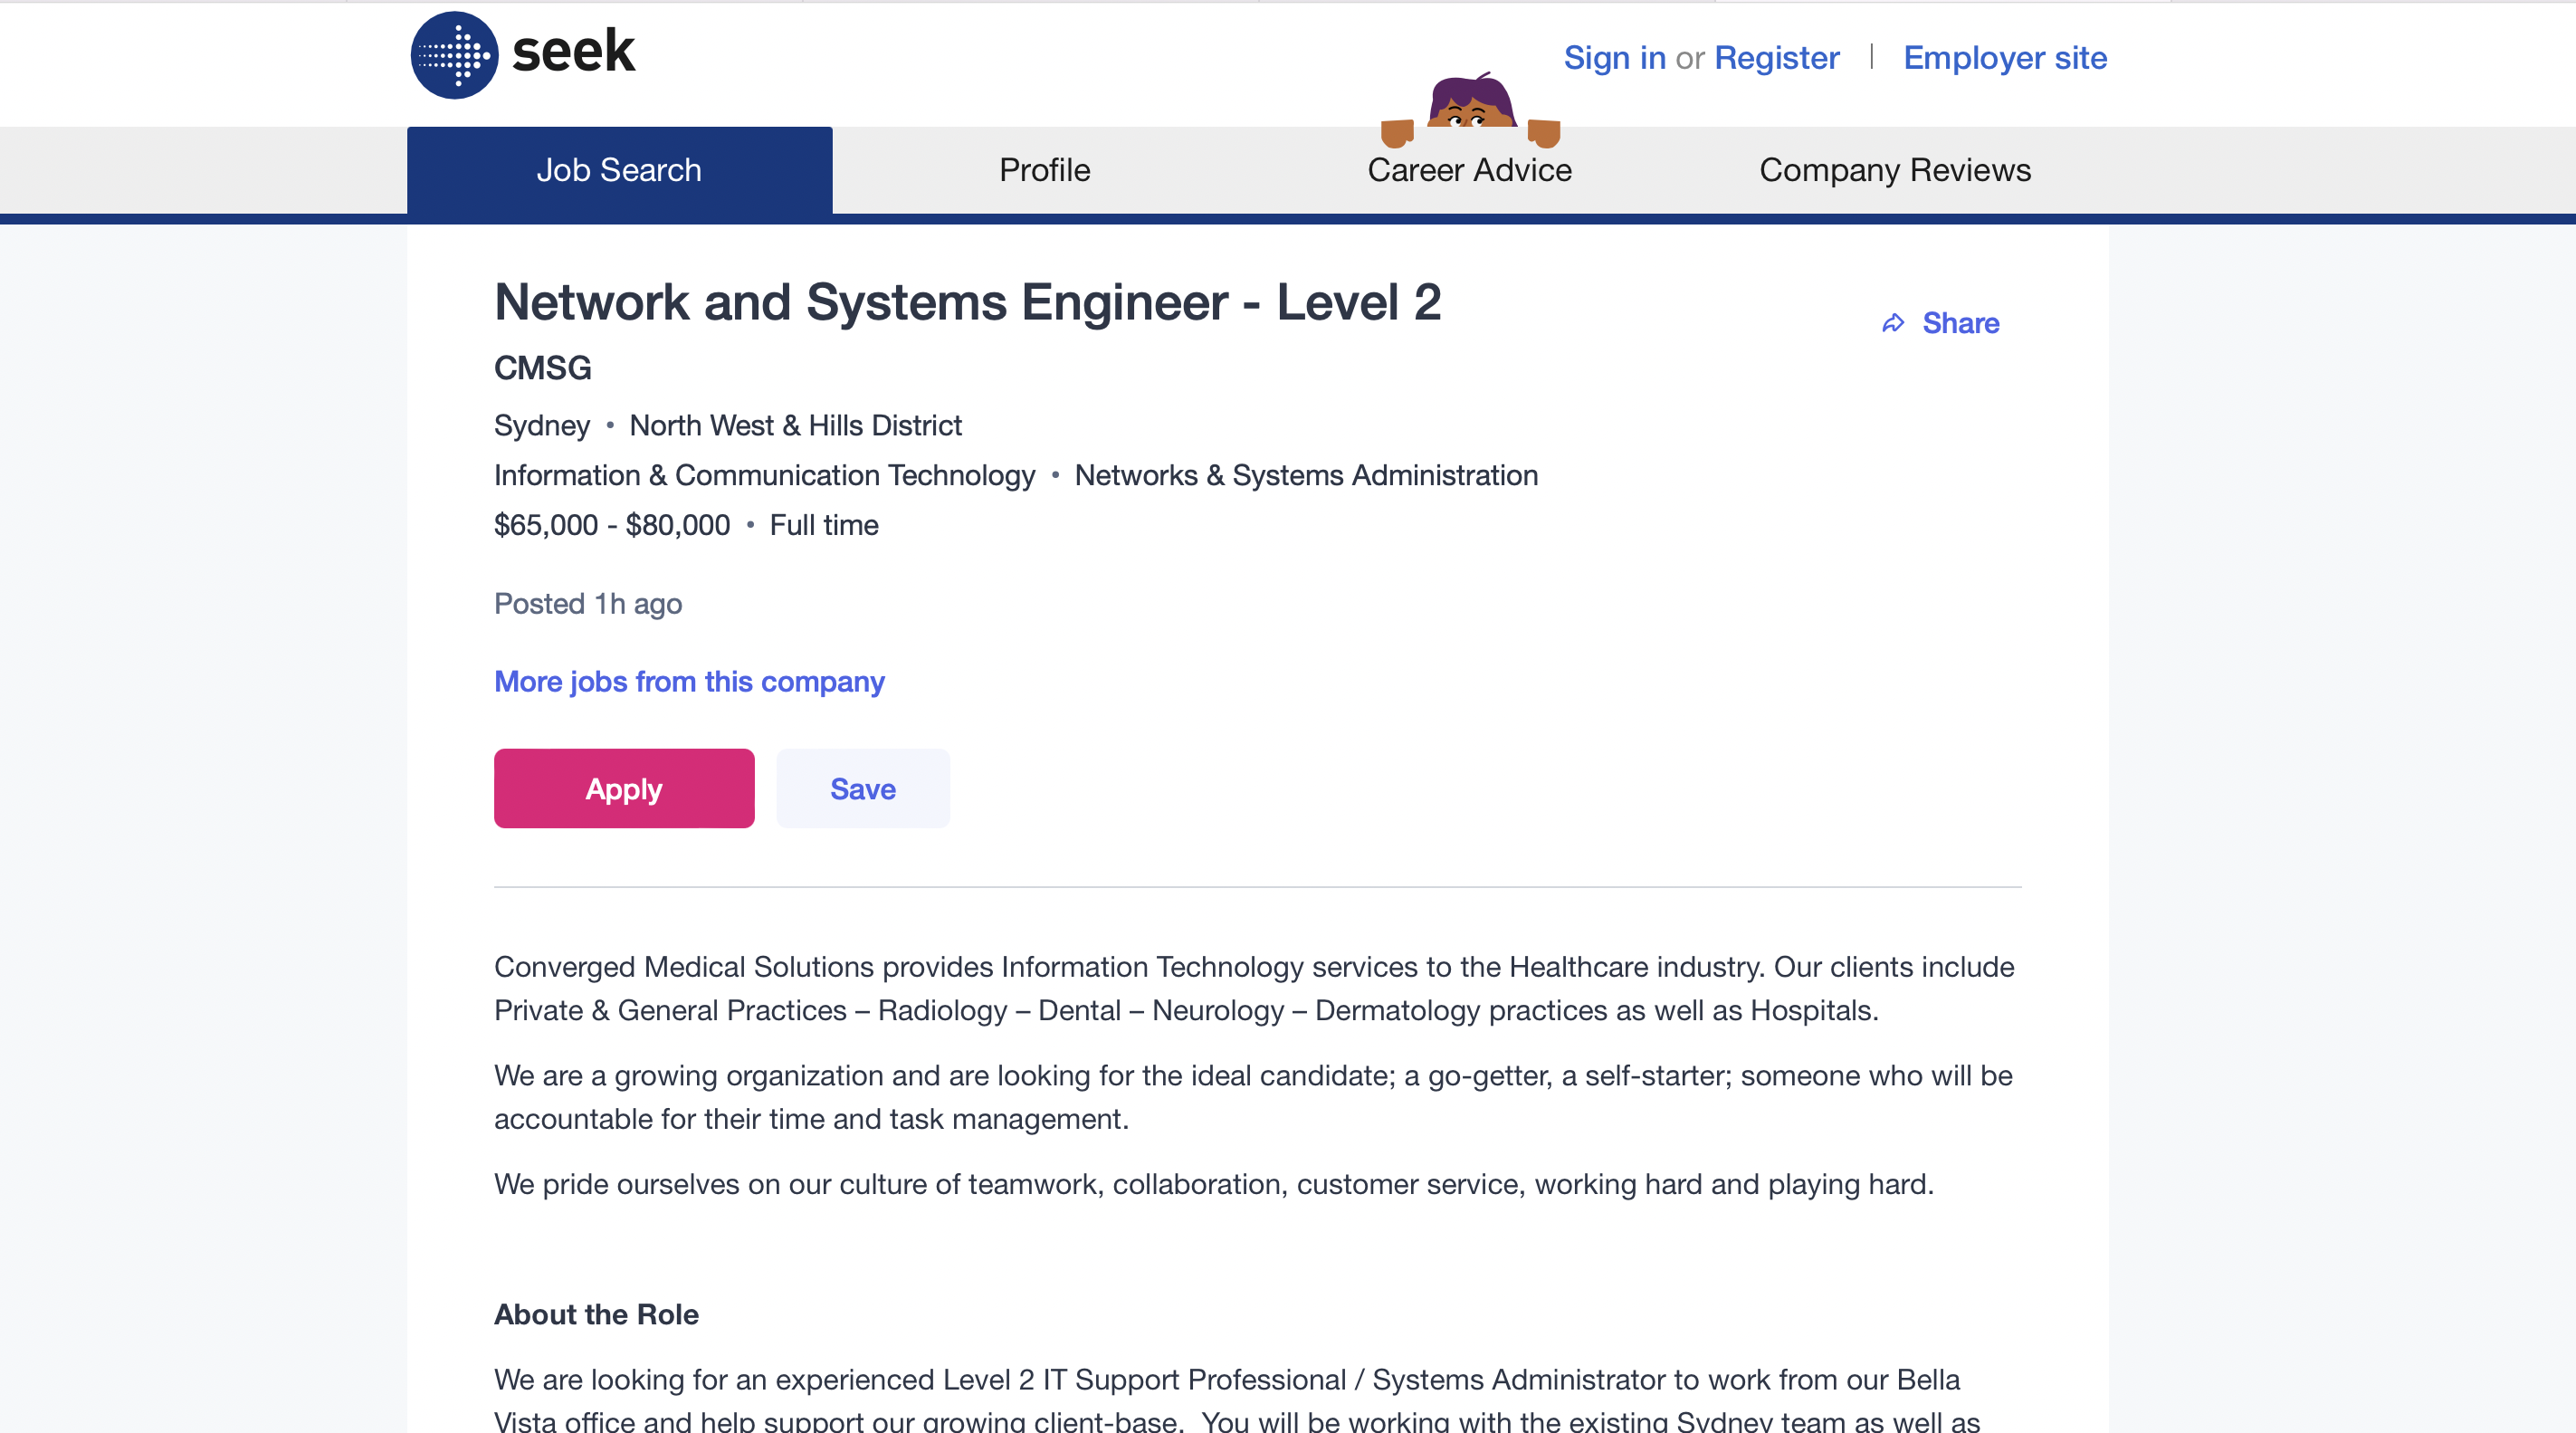 seek
Sign in or Register | Employer site
Job Search
Profile
Career Advice
Company Reviews
Network and Systems Engineer - Level 2
Share
CMSG
Sydney • North West & Hills District
Information & Communication Technology • Networks & Systems Administration
$65,000 - $80,000 • Full time
Posted 1h ago
More jobs from this company
Apply
Save
Converged Medical Solutions provides Information Technology services to the Healthcare industry. Our clients include
Private & General Practices – Radiology – Dental – Neurology – Dermatology practices as well as Hospitals.
We are a growing organization and are looking for the ideal candidate; a go-getter, a self-starter; someone who will be
accountable for their time and task management.
We pride ourselves on our culture of teamwork, collaboration, customer service, working hard and playing hard.
About the Role
We are looking for an experienced Level 2 IT Support Professional / Systems Administrator to work from our Bella
Vista office and help support our growing client-base.  You will be working with the existing Sydney team as well as